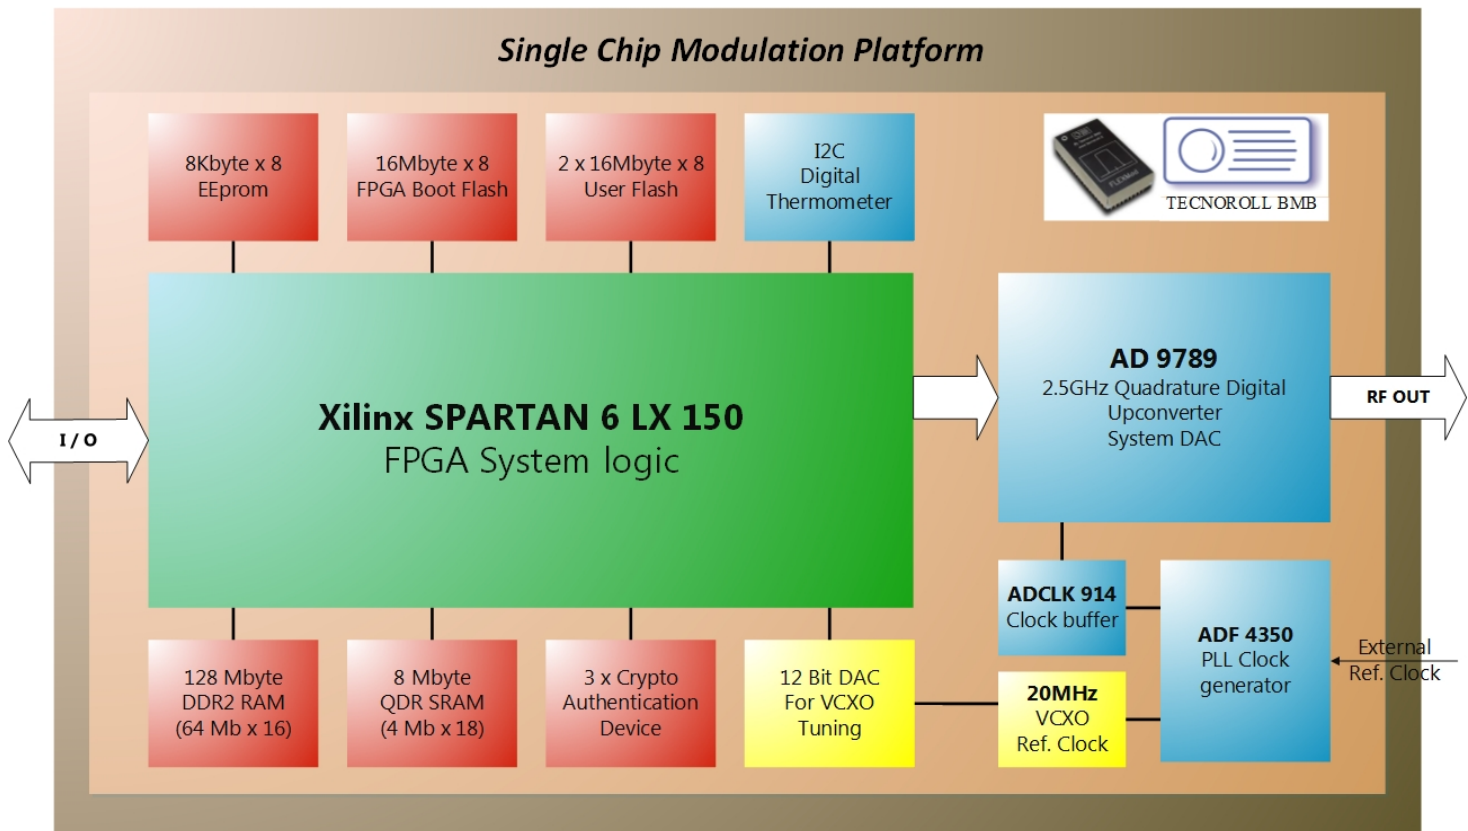 Single Chip Modulation Platform
8Kbyte x 8
EEprom
16Mbyte x 8
FPGA Boot Flash
2 x 16Mbyte x 8
User Flash
I2C
Digital
Thermometer
TECNOROLL BMB
Xilinx SPARTAN 6 LX 150
FPGA System logic
AD 9789
2.5GHz Quadrature Digital
Upconverter
System DAC
I / O
RF OUT
ADCLK 914
Clock buffer
ADF 4350
PLL Clock
generator
External
Ref. Clock
128 Mbyte
DDR2 RAM
(64 Mb x 16)
8 Mbyte
QDR SRAM
(4 Mb x 18)
3 x Crypto
Authentication
Device
12 Bit DAC
For VCXO
Tuning
20MHz
VCXO
Ref. Clock